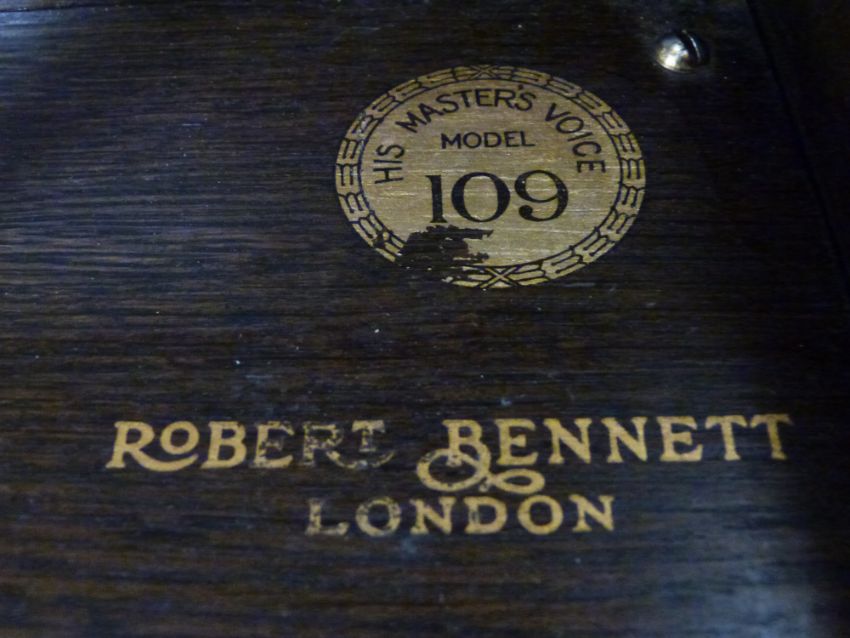 HIS MASTER'S VOICE
MODEL
109
ROBERT BENNETT
LONDON